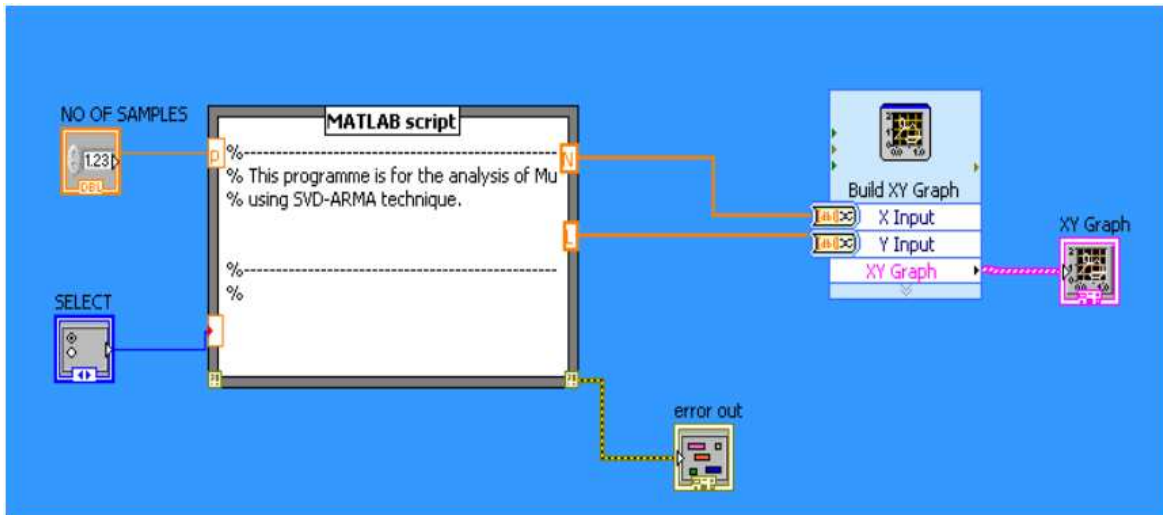 NO OF SAMPLES
1.23
DBL
SELECT
MATLAB script
p
%--------------------------------------------
% This programme is for the analysis of Mu
% using SVD-ARMA technique.
%--------------------------------------------
%
N
L
error out
Build XY Graph
X Input
Y Input
XY Graph
XY Graph